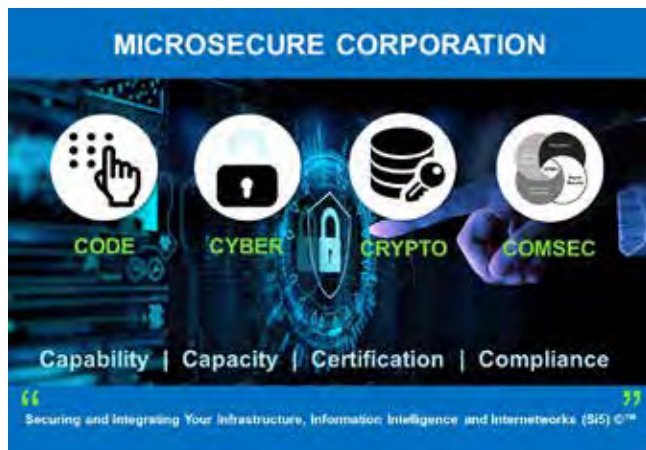 MICROSECURE CORPORATION
CODE CYBER CRYPTO COMSEC
Capability | Capacity | Certification | Compliance
“ ”
Securing and Integrating Your Infrastructure, Information Intelligence and Internetworks (Si5) ©™